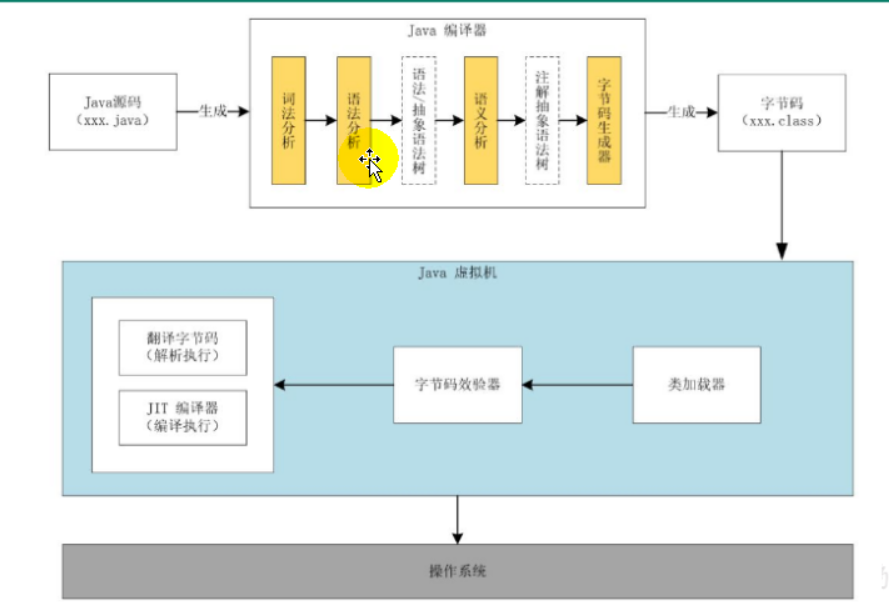 Java 编译器
Java源码
（xxx.java）
生成
词法分析
语法分析
语法/抽象语法树
语义分析
注解抽象语法树
字节码生成器
生成
字节码
（xxx.class）
Java 虚拟机
翻译字节码
（解析执行）
JIT 编译器
（编译执行）
字节码效验器
类加载器
操作系统